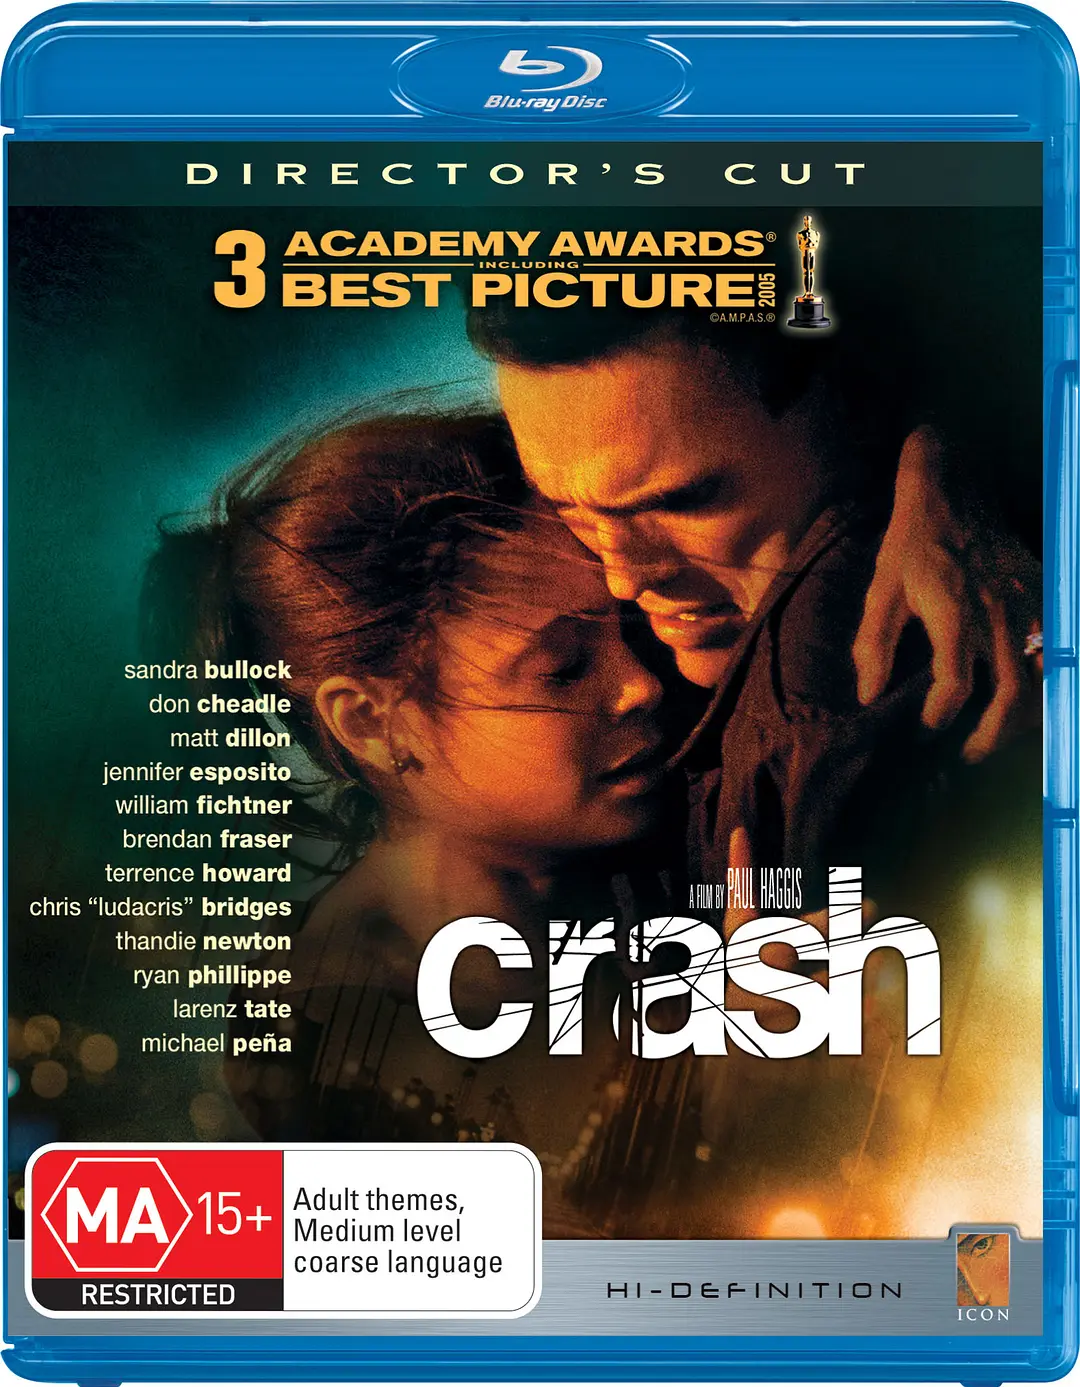 Blu-ray Disc
DIRECTOR'S CUT
3 ACADEMY AWARDS®
INCLUDING
BEST PICTURE 2005
©A.M.P.A.S.®
sandra bullock
don cheadle
matt dillon
jennifer esposito
william fichtner
brendan fraser
terrence howard
chris “ludacris” bridges
thandie newton
ryan phillippe
larenz tate
michael peña
A FILM BY PAUL HAGGIS
crash
MA 15+
RESTRICTED
Adult themes,
Medium level
coarse language
HI-DEFINITION
ICON